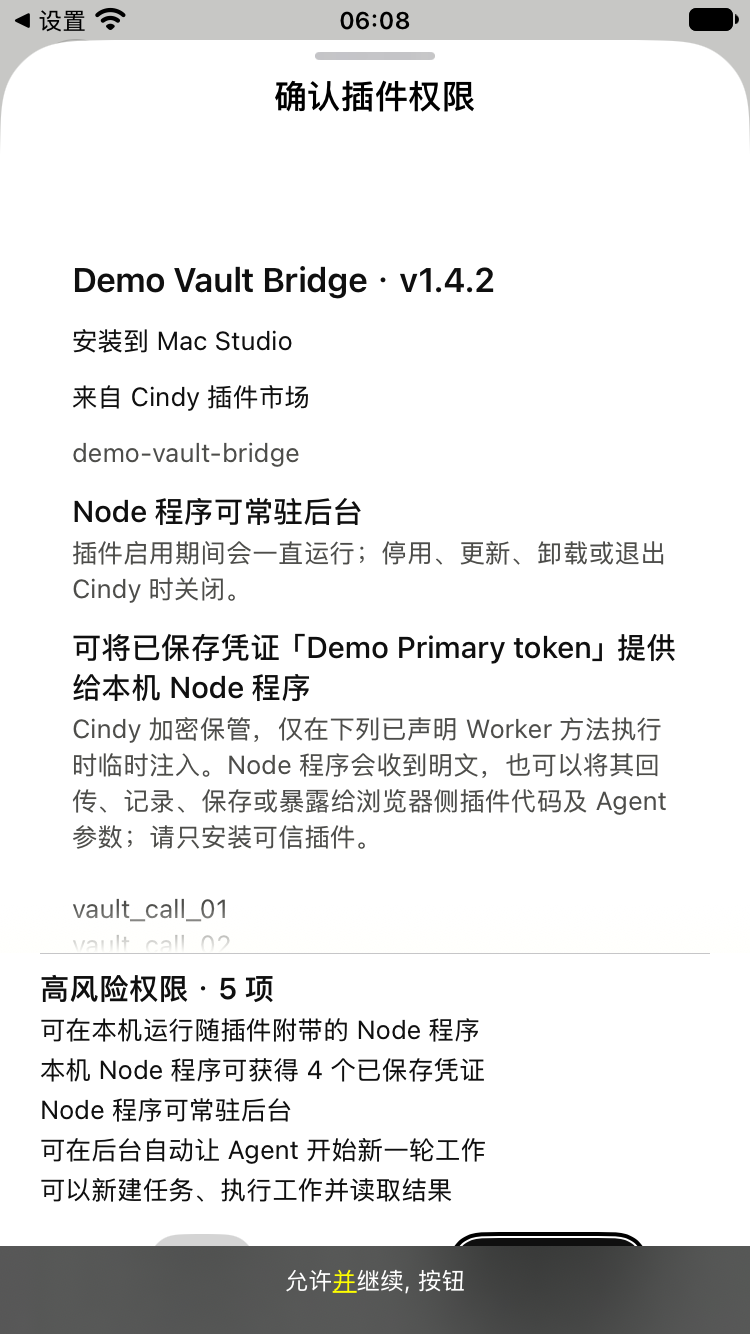 设置
06:08
确认插件权限
Demo Vault Bridge · v1.4.2
安装到 Mac Studio
来自 Cindy 插件市场
demo-vault-bridge
Node 程序可常驻后台
插件启用期间会一直运行；停用、更新、卸载或退出
Cindy 时关闭。
可将已保存凭证「Demo Primary token」提供
给本机 Node 程序
Cindy 加密保管，仅在下列已声明 Worker 方法执行
时临时注入。Node 程序会收到明文，也可以将其回
传、记录、保存或暴露给浏览器侧插件代码及 Agent
参数；请只安装可信插件。
vault_call_01
vault_call_02
高风险权限 · 5 项
可在本机运行随插件附带的 Node 程序
本机 Node 程序可获得 4 个已保存凭证
Node 程序可常驻后台
可在后台自动让 Agent 开始新一轮工作
可以新建任务、执行工作并读取结果
允许并继续, 按钮